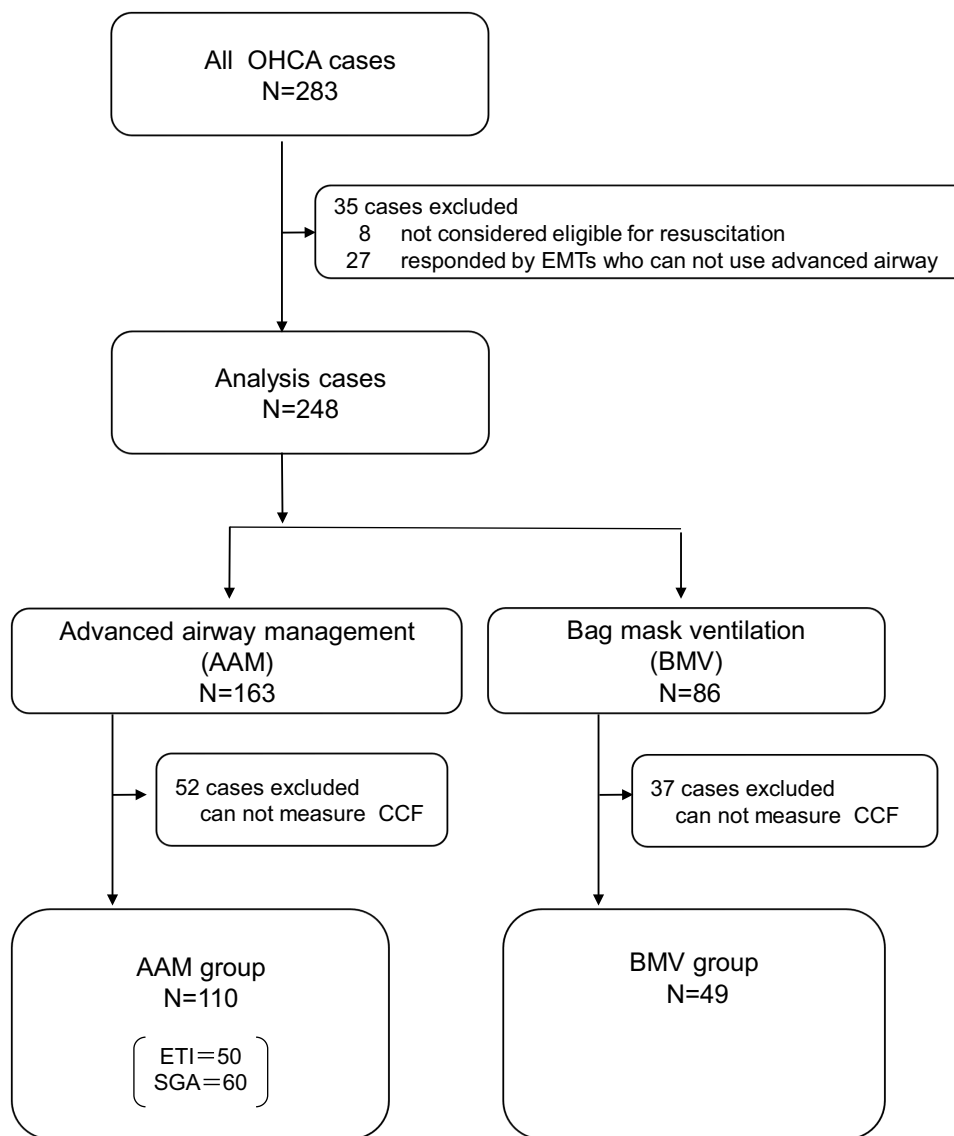 All OHCA cases
N=283
35 cases excluded
8 not considered eligible for resuscitation
27 responded by EMTs who can not use advanced airway
Analysis cases
N=248
Advanced airway management
(AAM)
N=163
Bag mask ventilation
(BMV)
N=86
52 cases excluded
can not measure CCF
37 cases excluded
can not measure CCF
AAM group
N=110
ETI=50
SGA=60
BMV group
N=49